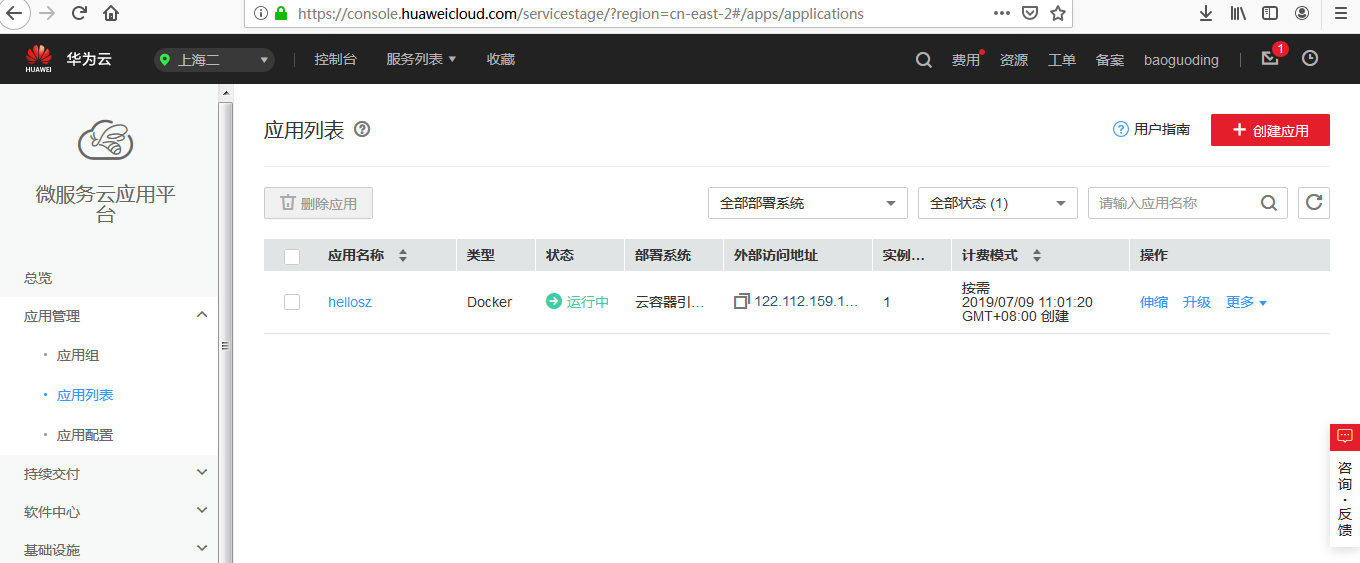 https://console.huaweicloud.com/servicestage/?region=cn-east-2#/apps/applications
HUAWEI
华为云
上海二
控制台
服务列表
收藏
费用
资源
工单
备案
baoguoding
1
微服务云应用平
台
总览
应用管理
应用组
应用列表
应用配置
持续交付
软件中心
基础设施
应用列表
用户指南
创建应用
删除应用
全部部署系统
全部状态 (1)
请输入应用名称
应用名称 类型 状态 部署系统 外部访问地址 实例... 计费模式 操作
hellosz Docker 运行中 云容器引... 122.112.159.1... 1
按需
2019/07/09 11:01:20
GMT+08:00 创建
伸缩 升级 更多
咨
询
·
反
馈